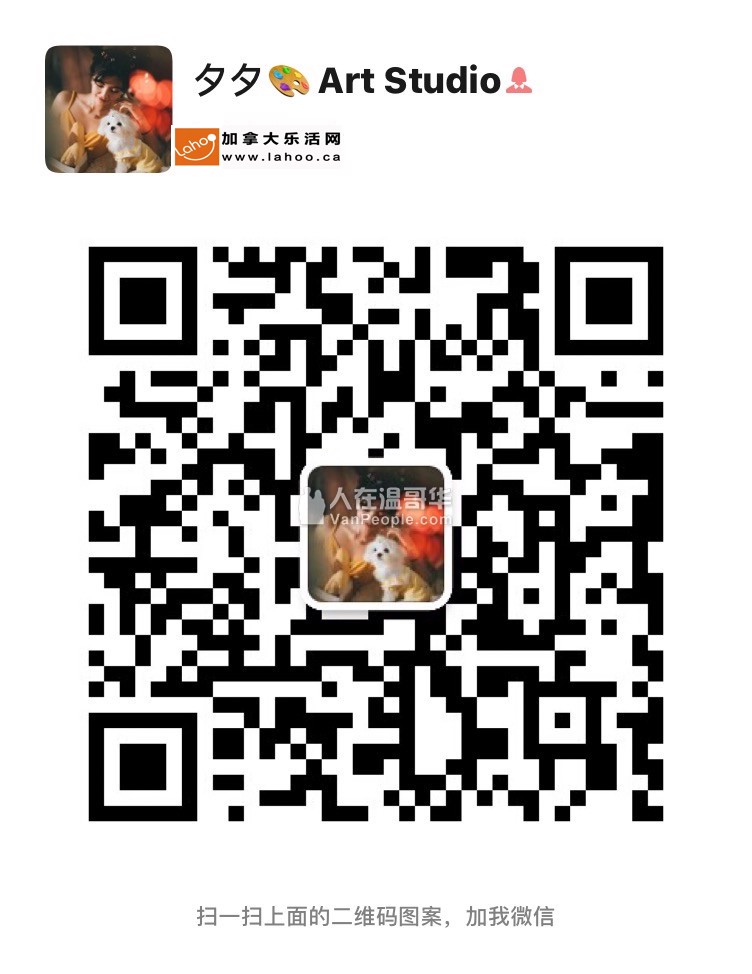 夕夕🎨 Art Studio
Lahoo 加拿大乐活网
www.lahoo.ca
人在温哥华
VanPeople.com
扫一扫上面的二维码图案，加我微信